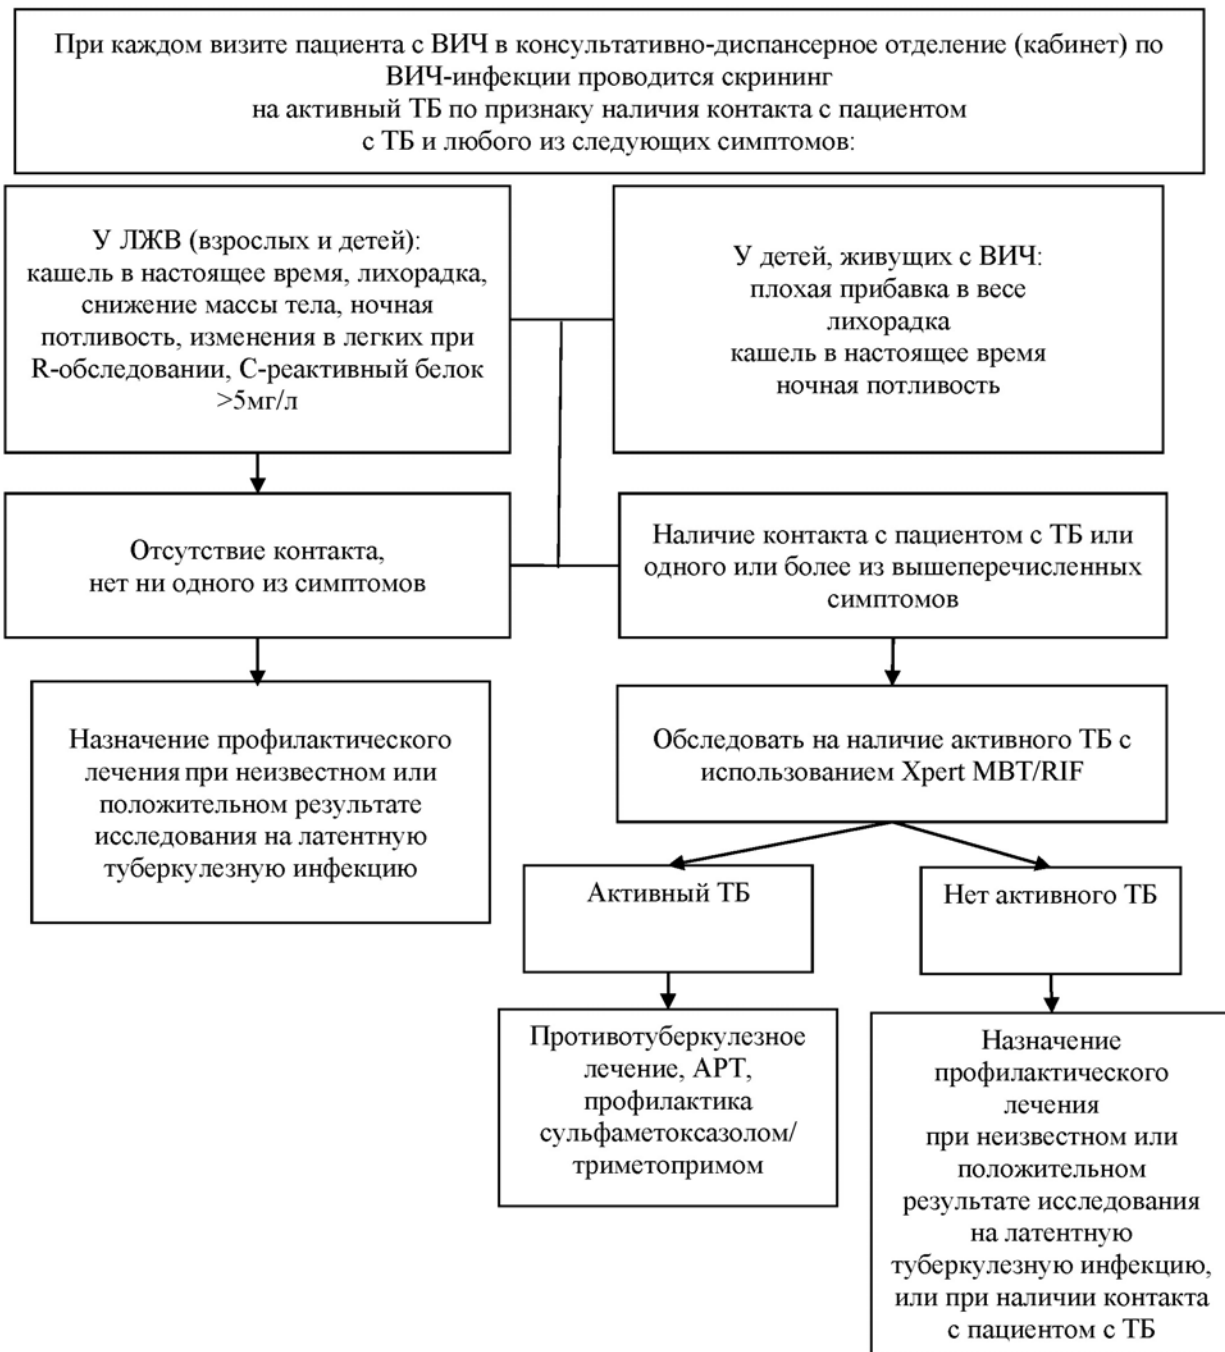 При каждом визите пациента с ВИЧ в консультативно-диспансерное отделение (кабинет) по
ВИЧ-инфекции проводится скрининг
на активный ТБ по признаку наличия контакта с пациентом
с ТБ и любого из следующих симптомов:
У ЛЖВ (взрослых и детей):
кашель в настоящее время, лихорадка,
снижение массы тела, ночная
потливость, изменения в легких при
R-обследовании, С-реактивный белок
>5мг/л
У детей, живущих с ВИЧ:
плохая прибавка в весе
лихорадка
кашель в настоящее время
ночная потливость
Отсутствие контакта,
нет ни одного из симптомов
Наличие контакта с пациентом с ТБ или
одного или более из вышеперечисленных
симптомов
Назначение профилактического
лечения при неизвестном или
положительном результате
исследования на латентную
туберкулезную инфекцию
Обследовать на наличие активного ТБ с
использованием Xpert MBT/RIF
Активный ТБ
Нет активного ТБ
Противотуберкулезное
лечение, АРТ,
профилактика
сульфаметоксазолом/
триметопримом
Назначение
профилактического
лечения
при неизвестном или
положительном
результате исследования
на латентную
туберкулезную инфекцию,
или при наличии контакта
с пациентом с ТБ